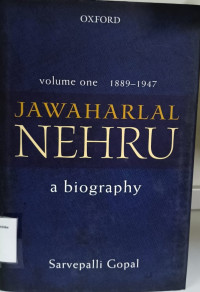 OXFORD
volume one 1889–1947
JAWAHARLAL
NEHRU
a biography
Sarvepalli Gopal